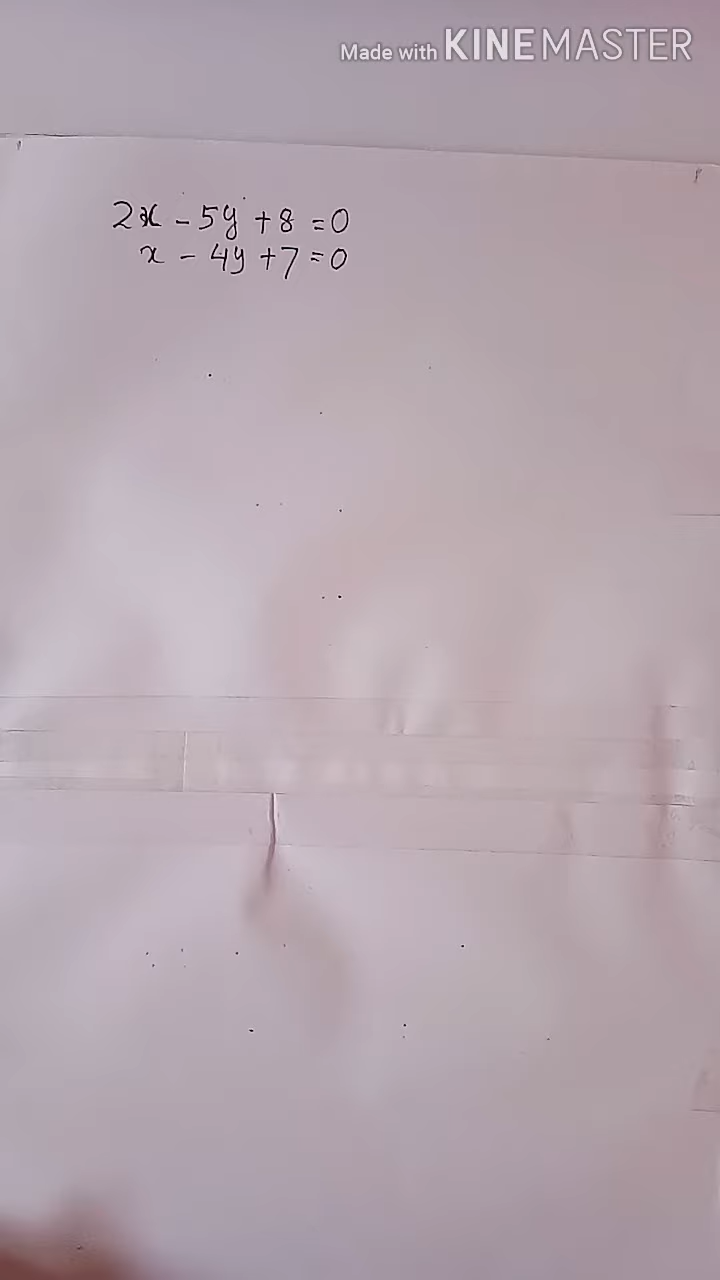 Made with KINEMASTER
2x - 5y + 8 = 0
x - 4y + 7 = 0